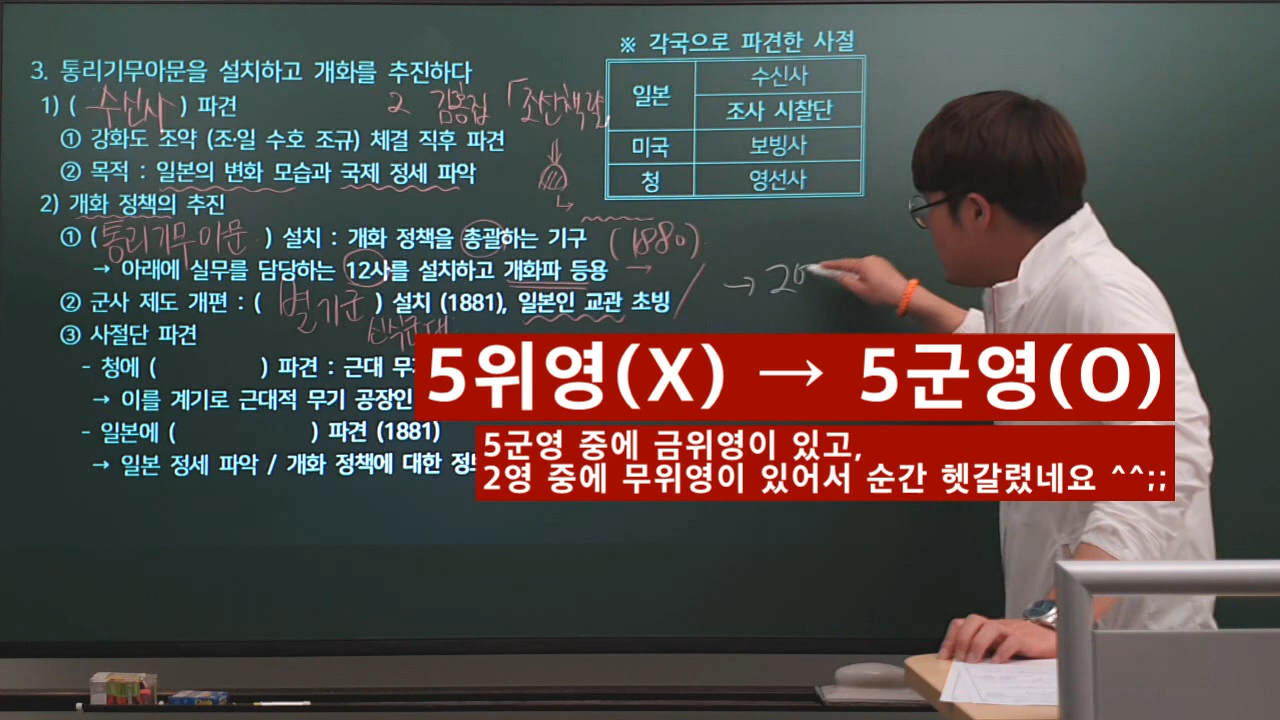 3. 통리기무아문을 설치하고 개화를 추진하다
1) ( 수신사 ) 파견
2 김홍집 「조선책략」
① 강화도 조약 (조·일 수호 조규) 체결 직후 파견
② 목적 : 일본의 변화 모습과 국제 정세 파악
2) 개화 정책의 추진
① (통리기무아문 ) 설치 : 개화 정책을 총괄하는 기구 (1880)
→ 아래에 실무를 담당하는 12사를 설치하고 개화파 등용 →
② 군사 제도 개편 : ( 별기군 ) 설치 (1881), 일본인 교관 초빙
신식군대
→ 2
③ 사절단 파견
- 청에 ( ) 파견 : 근대 무
→ 이를 계기로 근대적 무기 공장인
- 일본에 ( ) 파견 (1881)
→ 일본 정세 파악 / 개화 정책에 대한 정
※ 각국으로 파견한 사절
일본 수신사
조사 시찰단
미국 보빙사
청 영선사
5위영(X) → 5군영(O)
5군영 중에 금위영이 있고,
2영 중에 무위영이 있어서 순간 헷갈렸네요 ^^;;